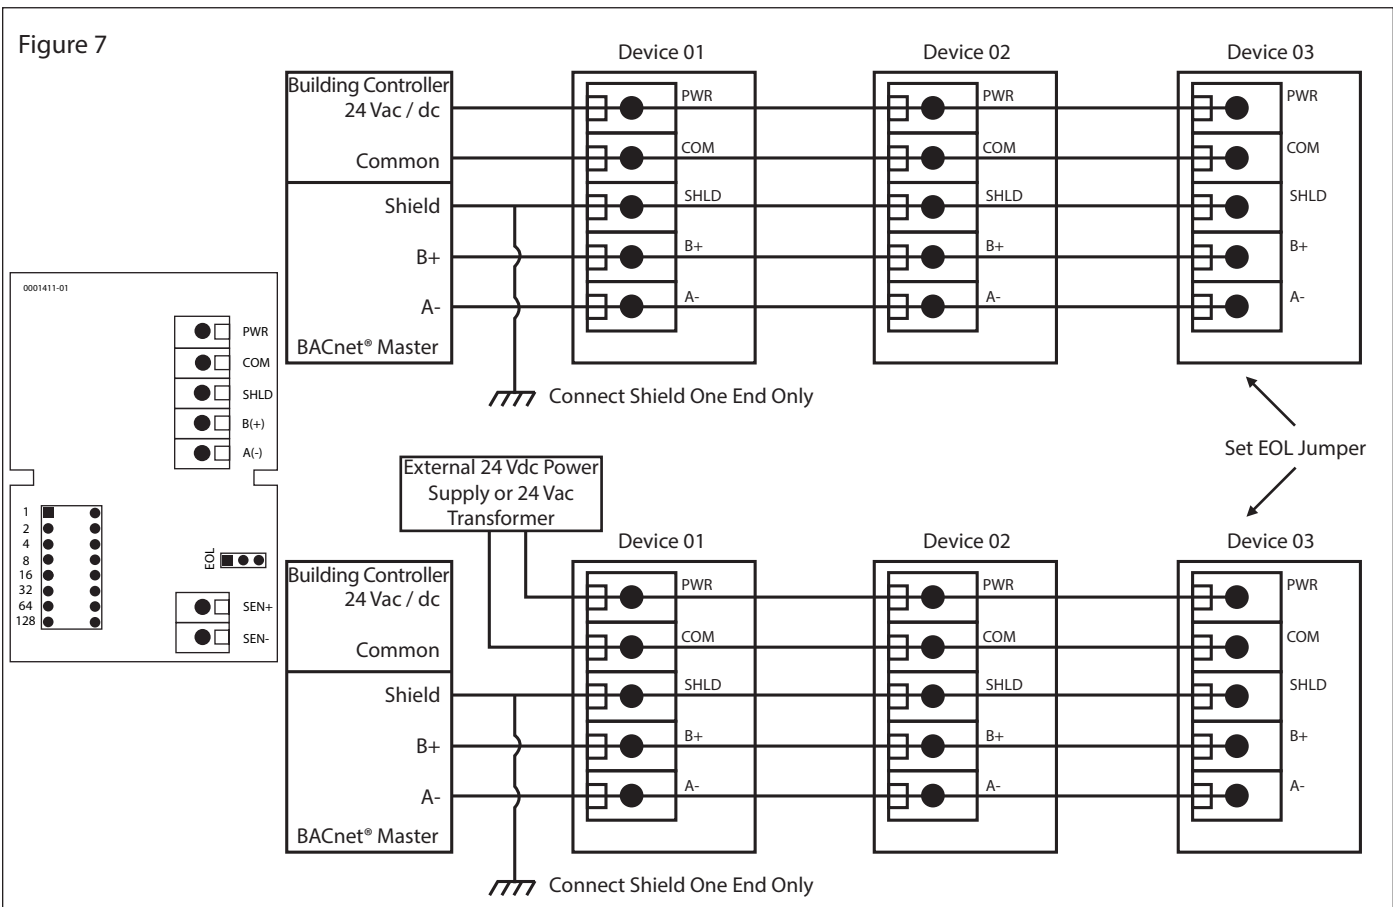 Figure 7
Device 01
Device 02
Device 03
Building Controller
24 Vac / dc
Common
Shield
B+
A-
BACnet® Master
PWR
COM
SHLD
B+
A-
PWR
COM
SHLD
B+
A-
PWR
COM
SHLD
B+
A-
Connect Shield One End Only
Set EOL Jumper
0001411-01
PWR
COM
SHLD
B(+)
A(-)
1
2
4
8
16
32
64
128
EOL
SEN+
SEN-
External 24 Vdc Power
Supply or 24 Vac
Transformer
Device 01
Device 02
Device 03
Building Controller
24 Vac / dc
Common
Shield
B+
A-
BACnet® Master
PWR
COM
SHLD
B+
A-
PWR
COM
SHLD
B+
A-
PWR
COM
SHLD
B+
A-
Connect Shield One End Only